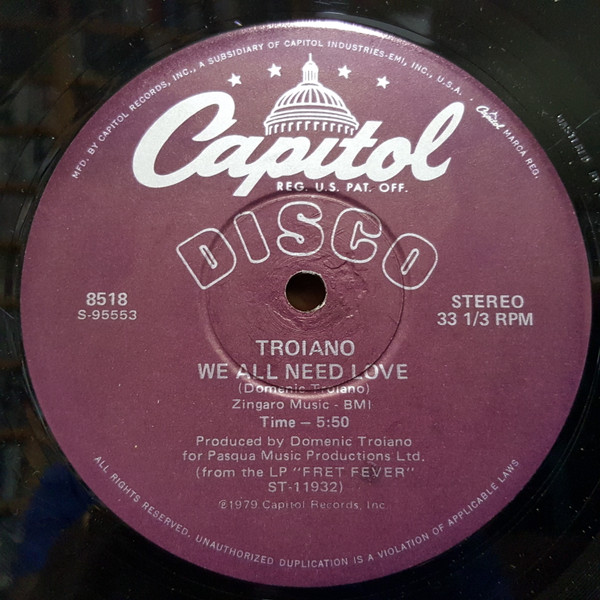 MFD. BY CAPITOL RECORDS, INC., A SUBSIDIARY OF CAPITOL INDUSTRIES-EMI, INC., U.S.A. . Capitol MARCA REG.
Capitol
REG. U.S. PAT. OFF.
DISCO
8518
S-95553
STEREO
33 1/3 RPM
TROIANO
WE ALL NEED LOVE
(Domenic Troiano)
Zingaro Music - BMI
Time – 5:50
Produced by Domenic Troiano
for Pasqua Music Productions Ltd.
(from the LP "FRET FEVER"
ST-11932)
℗1979 Capitol Records, Inc.
ALL RIGHTS RESERVED. UNAUTHORIZED DUPLICATION IS A VIOLATION OF APPLICABLE LAWS